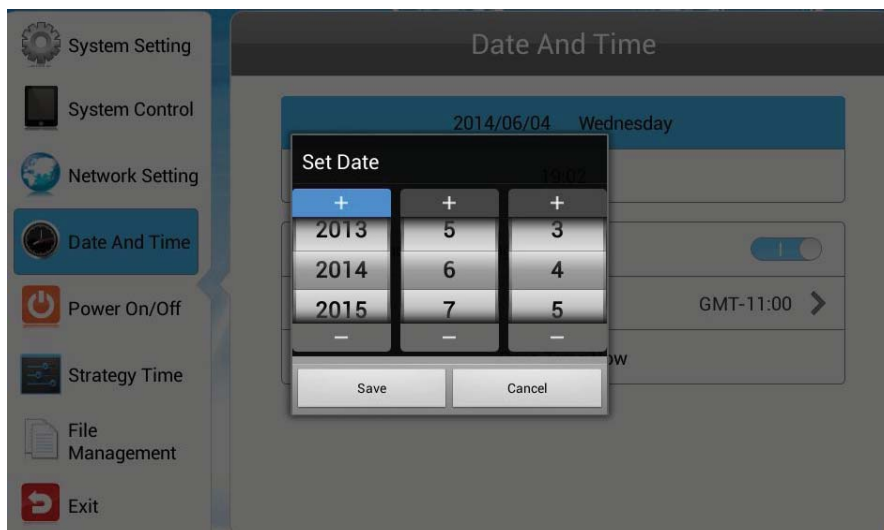 System Setting
System Control
Network Setting
Date And Time
Power On/Off
Strategy Time
File
Management
Exit
Date And Time
2014/06/04 Wednesday
19:02
Set Date
+ + +
2013 5 3
2014 6 4
2015 7 5
− − −
Save Cancel
GMT-11:00